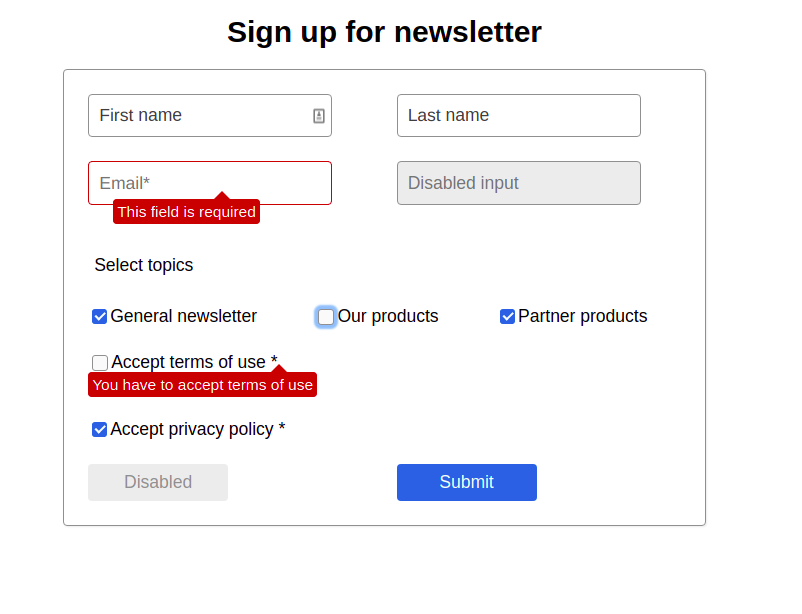 Sign up for newsletter
First name
Last name
Email*
Disabled input
This field is required
Select topics
General newsletter
Our products
Partner products
Accept terms of use *
You have to accept terms of use
Accept privacy policy *
Disabled
Submit